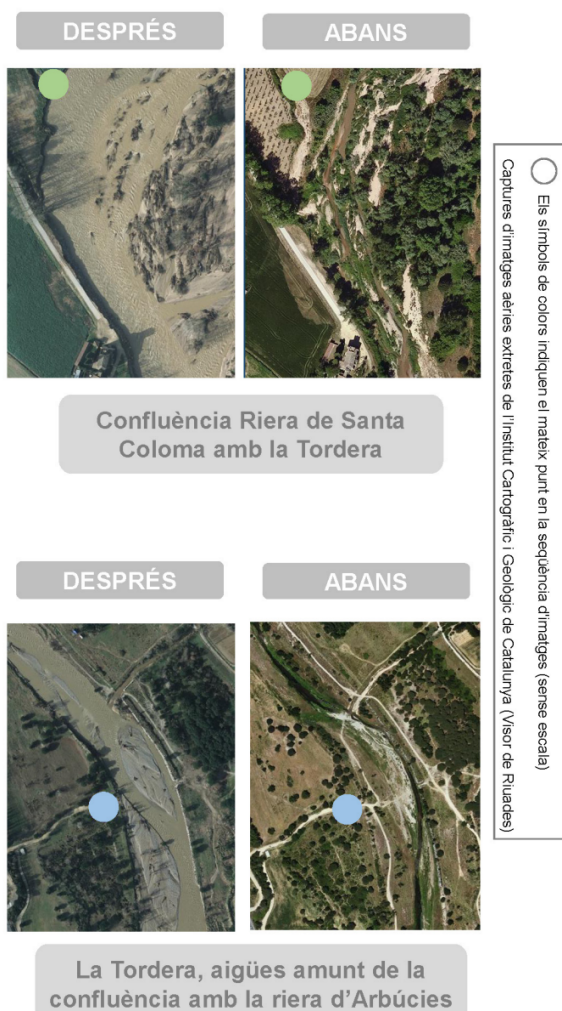 DESPRÉS
ABANS
Confluència Riera de Santa
Coloma amb la Tordera
DESPRÉS
ABANS
La Tordera, aigües amunt de la
confluència amb la riera d'Arbúcies
Els símbols de colors indiquen el mateix punt en la seqüència d'imatges (sense escala)
Captures d'imatges aèries extretes de l'Institut Cartogràfic i Geològic de Catalunya (Visor de Riuades)